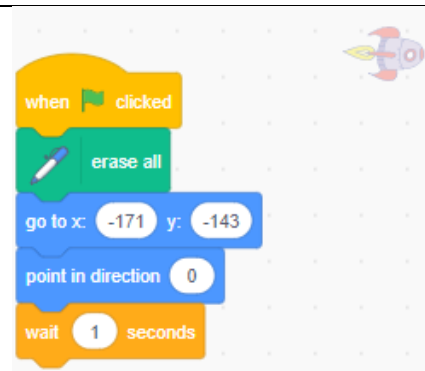 when clicked
erase all
go to x: -171 y: -143
point in direction 0
wait 1 seconds